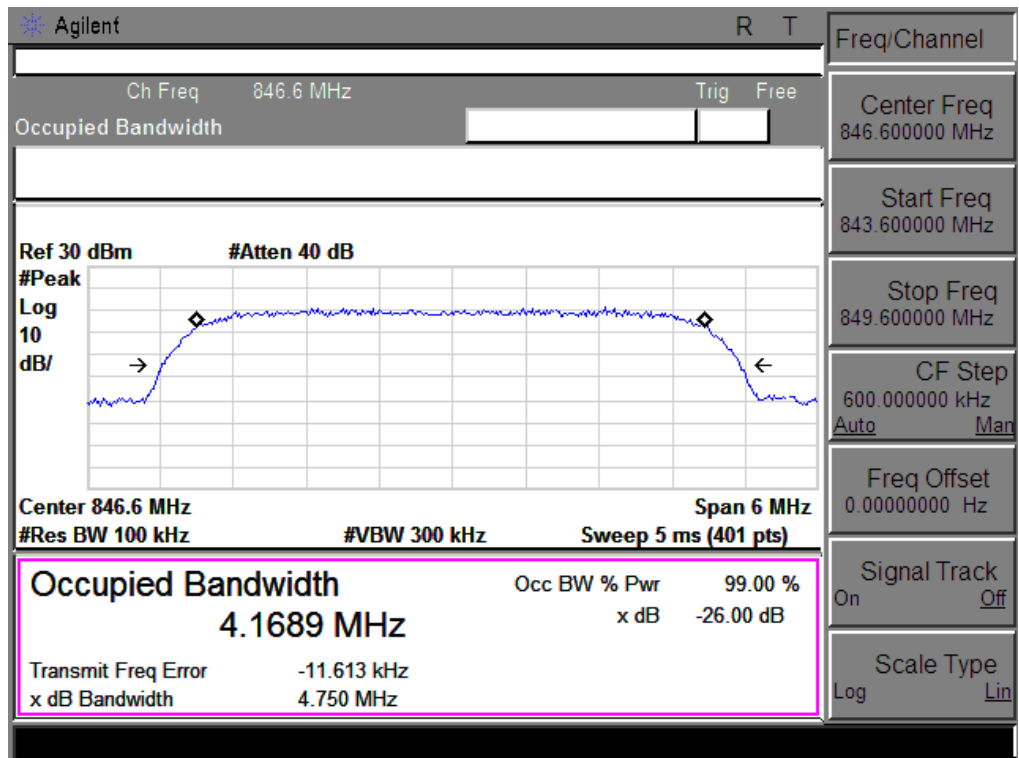 Agilent R T
Ch Freq 846.6 MHz Trig Free
Occupied Bandwidth
Ref 30 dBm #Atten 40 dB
#Peak
Log
10
dB/
Center 846.6 MHz Span 6 MHz
#Res BW 100 kHz #VBW 300 kHz Sweep 5 ms (401 pts)
Occupied Bandwidth
4.1689 MHz
Occ BW % Pwr 99.00 %
x dB -26.00 dB
Transmit Freq Error -11.613 kHz
x dB Bandwidth 4.750 MHz
Freq/Channel
Center Freq
846.600000 MHz
Start Freq
843.600000 MHz
Stop Freq
849.600000 MHz
CF Step
600.000000 kHz
Auto Man
Freq Offset
0.00000000 Hz
Signal Track
On Off
Scale Type
Log Lin